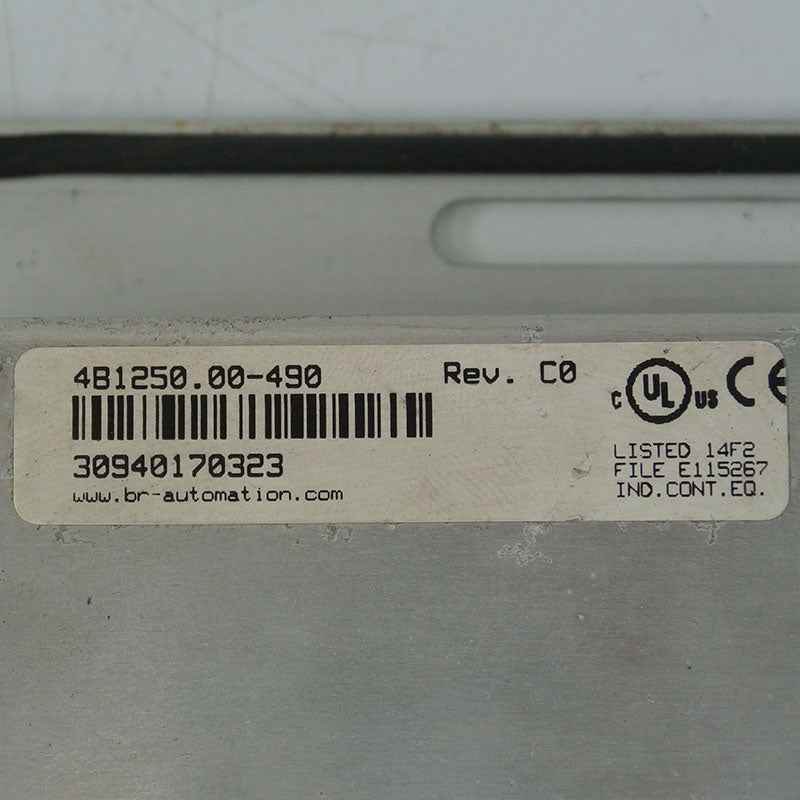 4B1250.00-490 Rev. C0
30940170323
www.br-automation.com
C UL US CE
LISTED 14F2
FILE E115267
IND.CONT.EQ.